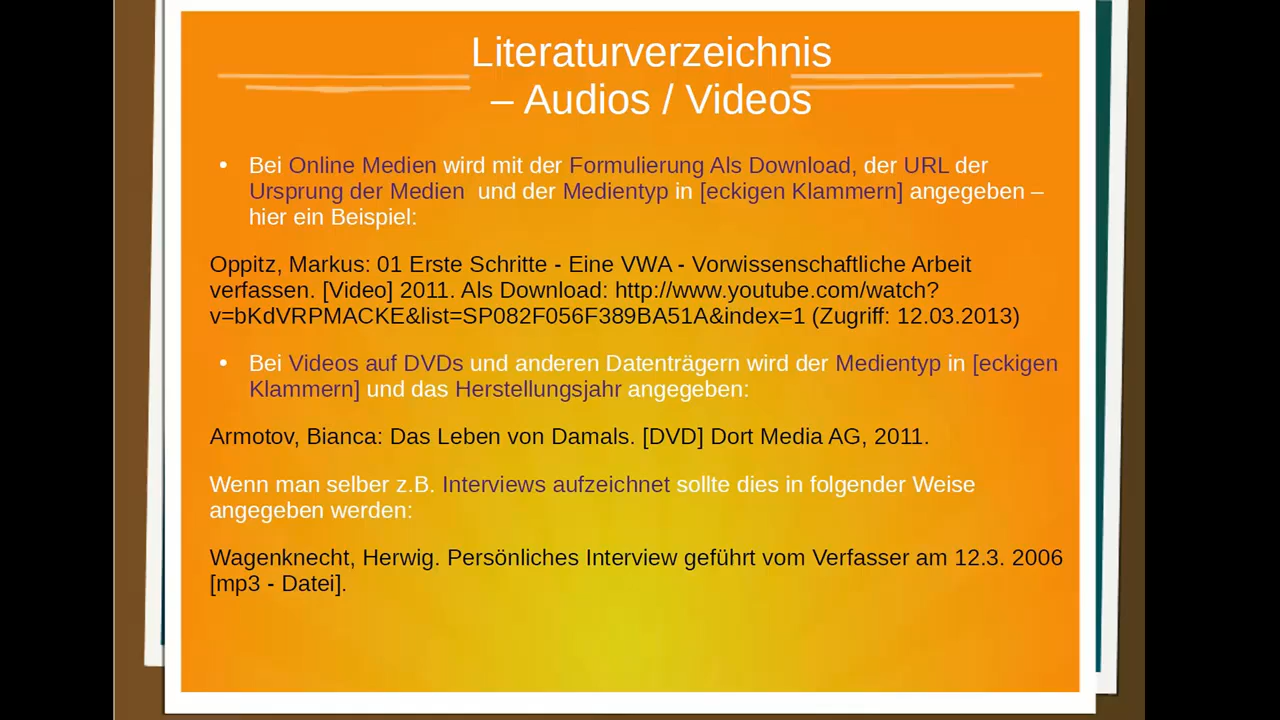 Literaturverzeichnis
– Audios / Videos
• Bei Online Medien wird mit der Formulierung Als Download, der URL der
Ursprung der Medien und der Medientyp in [eckigen Klammern] angegeben –
hier ein Beispiel:
Oppitz, Markus: 01 Erste Schritte - Eine VWA - Vorwissenschaftliche Arbeit
verfassen. [Video] 2011. Als Download: http://www.youtube.com/watch?
v=bKdVRPMACKE&list=SP082F056F389BA51A&index=1 (Zugriff: 12.03.2013)
• Bei Videos auf DVDs und anderen Datenträgern wird der Medientyp in [eckigen
Klammern] und das Herstellungsjahr angegeben:
Armotov, Bianca: Das Leben von Damals. [DVD] Dort Media AG, 2011.
Wenn man selber z.B. Interviews aufzeichnet sollte dies in folgender Weise
angegeben werden:
Wagenknecht, Herwig. Persönliches Interview geführt vom Verfasser am 12.3. 2006
[mp3 - Datei].